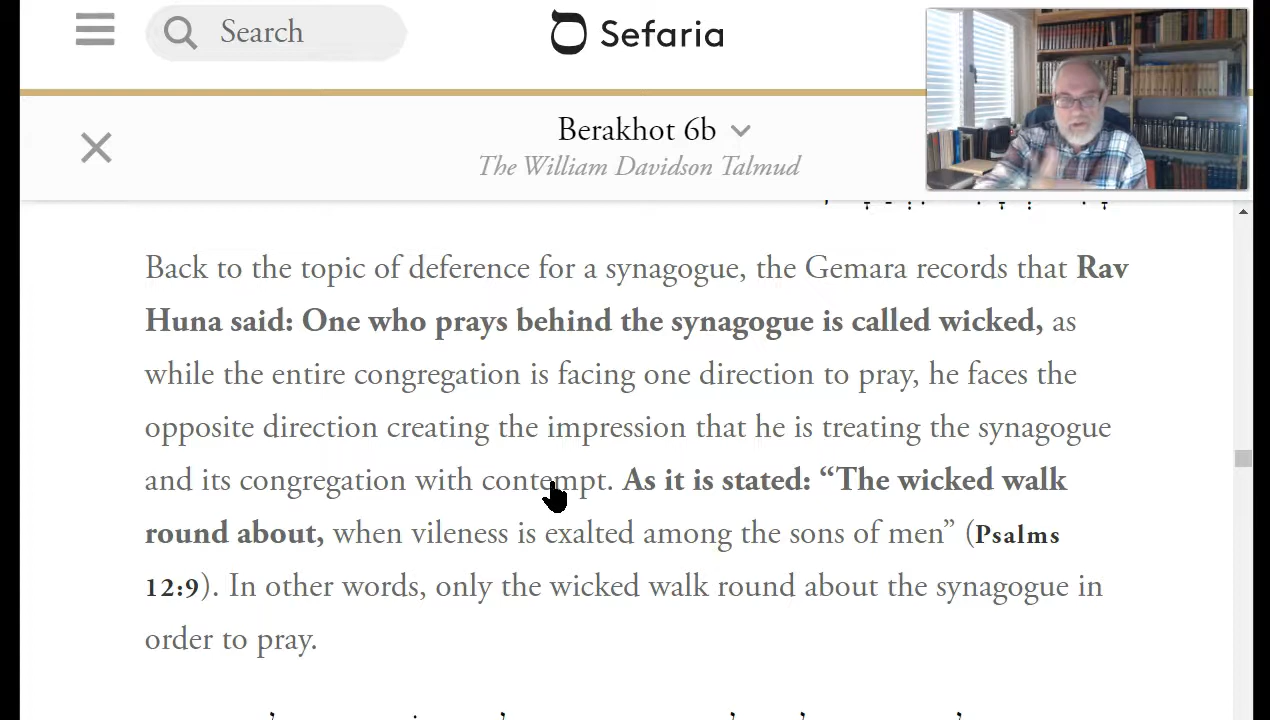 Search
Sefaria
Berakhot 6b
The William Davidson Talmud
Back to the topic of deference for a synagogue, the Gemara records that Rav
Huna said: One who prays behind the synagogue is called wicked, as
while the entire congregation is facing one direction to pray, he faces the
opposite direction creating the impression that he is treating the synagogue
and its congregation with contempt. As it is stated: “The wicked walk
round about, when vileness is exalted among the sons of men” (Psalms
12:9). In other words, only the wicked walk round about the synagogue in
order to pray.